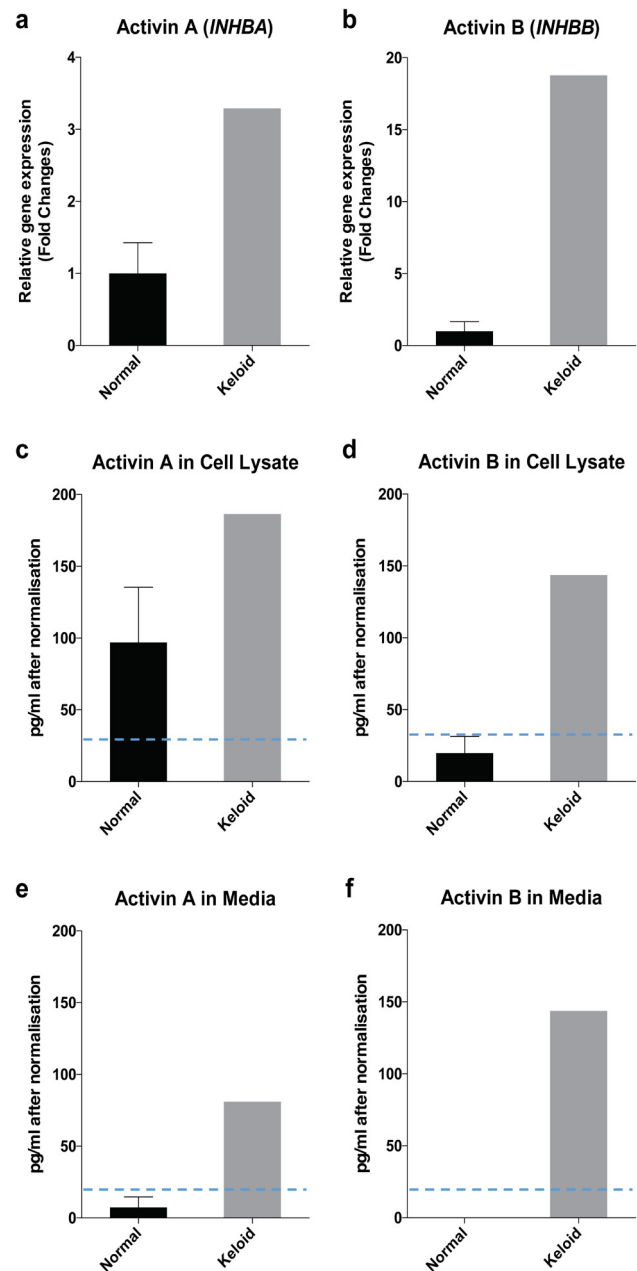 a
Activin A (INHBA)
Relative gene expression
(Fold Changes)
4
3
2
1
0
Normal
Keloid
b
Activin B (INHBB)
Relative gene expression
(Fold Changes)
20
15
10
5
0
Normal
Keloid
c
Activin A in Cell Lysate
pg/ml after normalisation
200
150
100
50
0
Normal
Keloid
d
Activin B in Cell Lysate
pg/ml after normalisation
200
150
100
50
0
Normal
Keloid
e
Activin A in Media
pg/ml after normalisation
200
150
100
50
0
Normal
Keloid
f
Activin B in Media
pg/ml after normalisation
200
150
100
50
0
Normal
Keloid